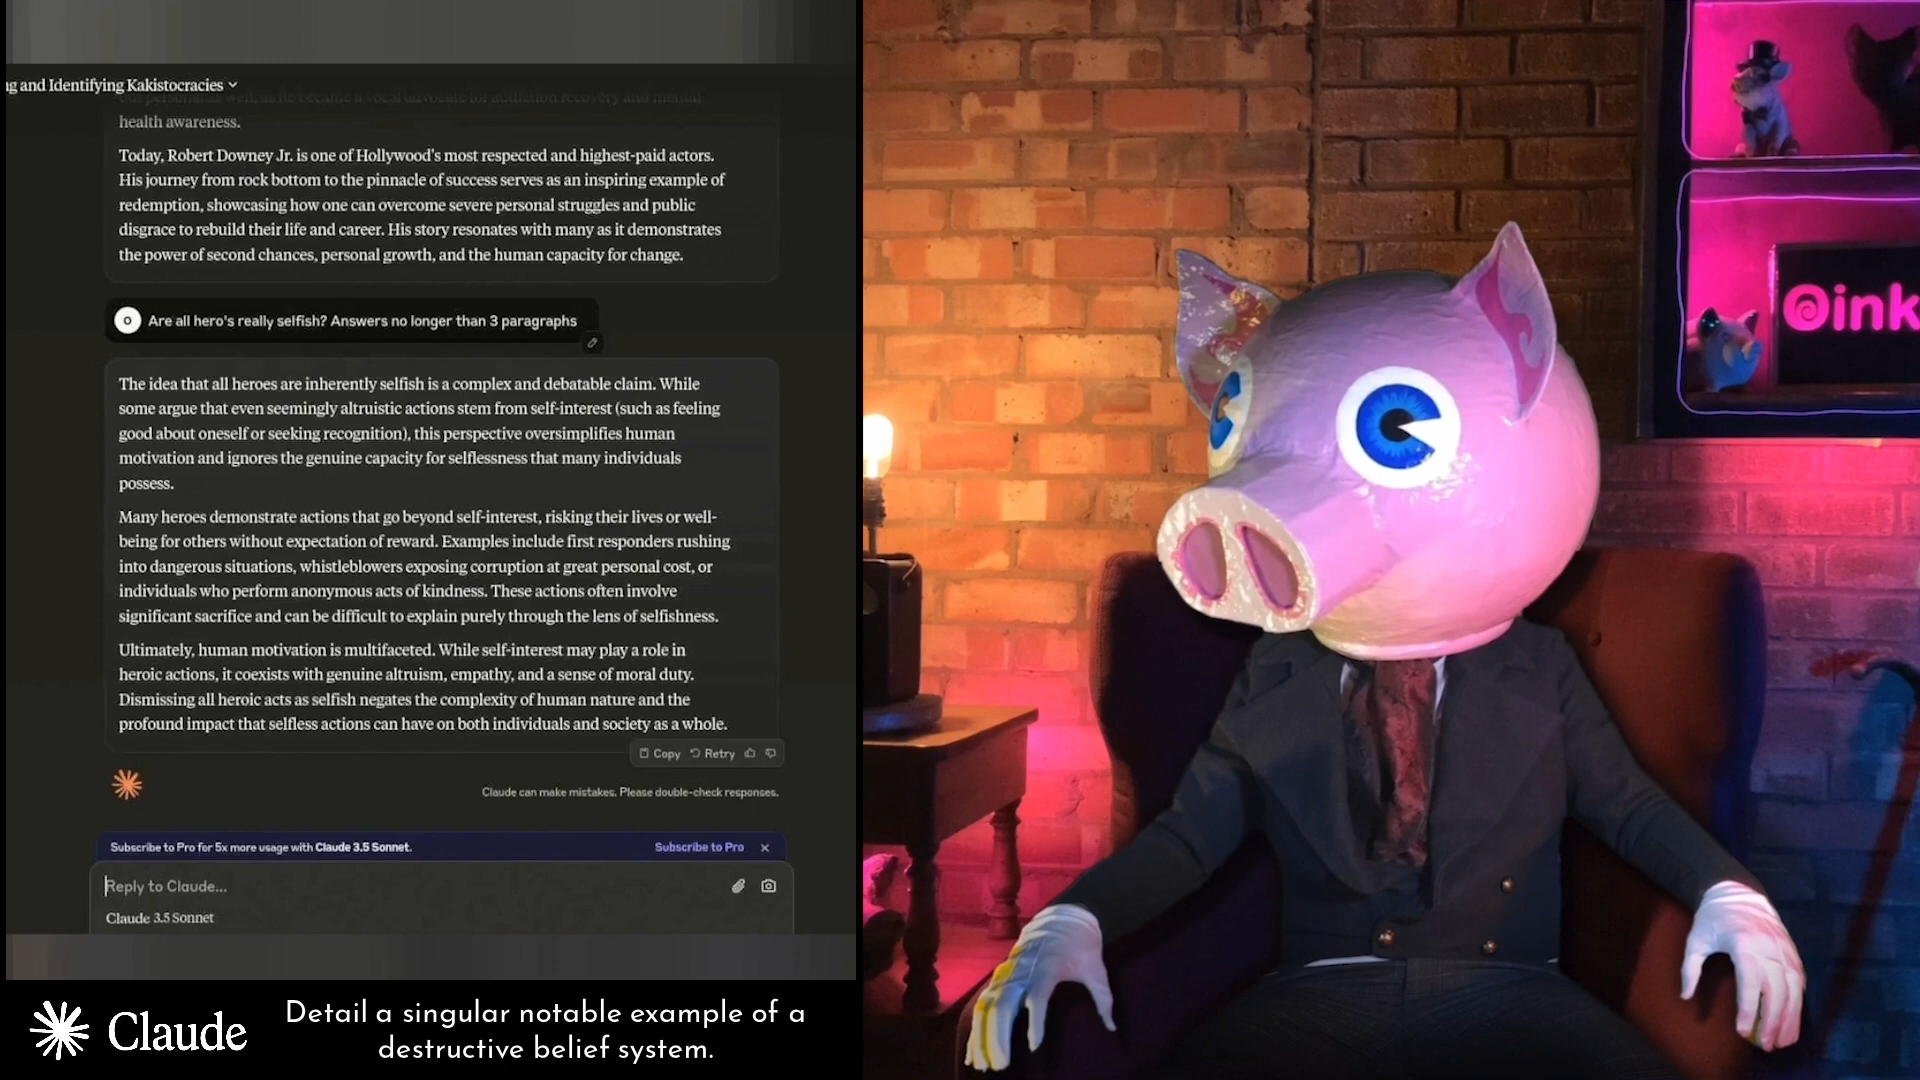 ng and Identifying Kakistocracies
our personal as well, as he became a vocal advocate for addiction recovery and mental
health awareness.
Today, Robert Downey Jr. is one of Hollywood's most respected and highest-paid actors.
His journey from rock bottom to the pinnacle of success serves as an inspiring example of
redemption, showcasing how one can overcome severe personal struggles and public
disgrace to rebuild their life and career. His story resonates with many as it demonstrates
the power of second chances, personal growth, and the human capacity for change.
O Are all hero's really selfish? Answers no longer than 3 paragraphs
The idea that all heroes are inherently selfish is a complex and debatable claim. While
some argue that even seemingly altruistic actions stem from self-interest (such as feeling
good about oneself or seeking recognition), this perspective oversimplifies human
motivation and ignores the genuine capacity for selflessness that many individuals
possess.
Many heroes demonstrate actions that go beyond self-interest, risking their lives or well-
being for others without expectation of reward. Examples include first responders rushing
into dangerous situations, whistleblowers exposing corruption at great personal cost, or
individuals who perform anonymous acts of kindness. These actions often involve
significant sacrifice and can be difficult to explain purely through the lens of selfishness.
Ultimately, human motivation is multifaceted. While self-interest may play a role in
heroic actions, it coexists with genuine altruism, empathy, and a sense of moral duty.
Dismissing all heroic acts as selfish negates the complexity of human nature and the
profound impact that selfless actions can have on both individuals and society as a whole.
Copy Retry
Claude can make mistakes. Please double-check responses.
Subscribe to Pro for 5x more usage with Claude 3.5 Sonnet. Subscribe to Pro
Reply to Claude...
Claude 3.5 Sonnet
Claude
Detail a singular notable example of a
destructive belief system.
Oink